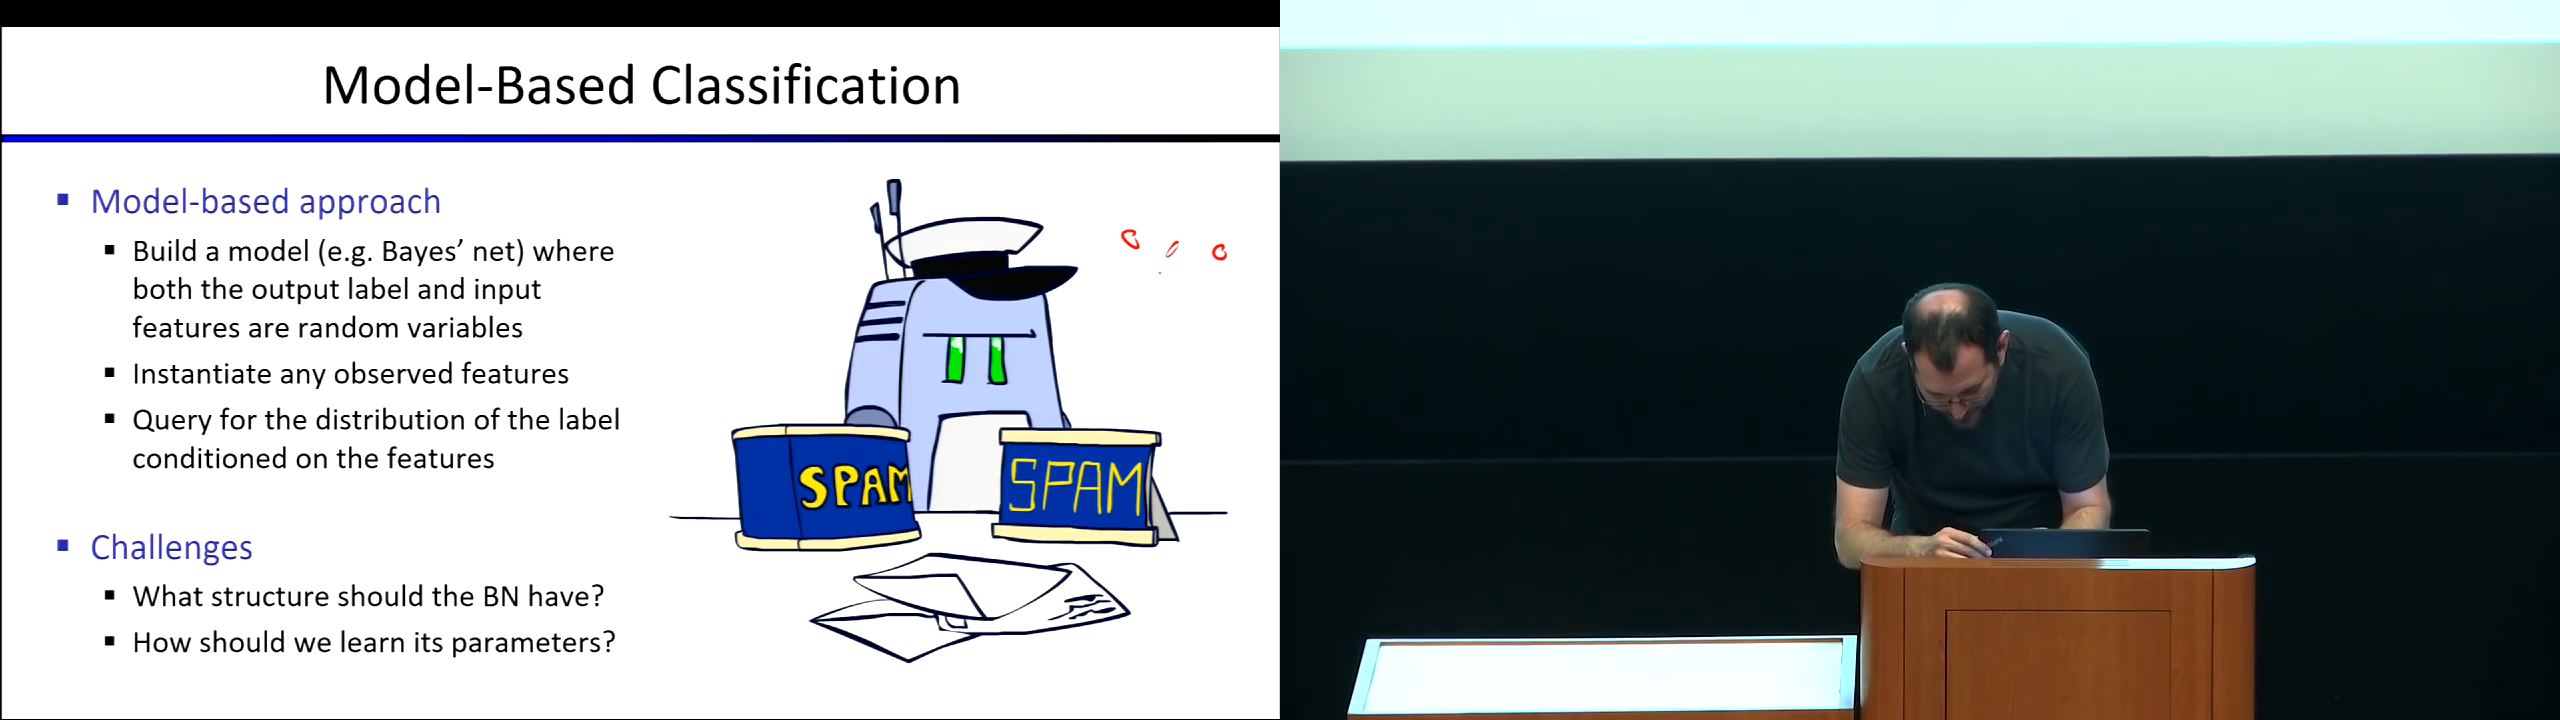 Model-Based Classification
Model-based approach
Build a model (e.g. Bayes’ net) where
both the output label and input
features are random variables
Instantiate any observed features
Query for the distribution of the label
conditioned on the features
Challenges
What structure should the BN have?
How should we learn its parameters?
SPAM
SPAM